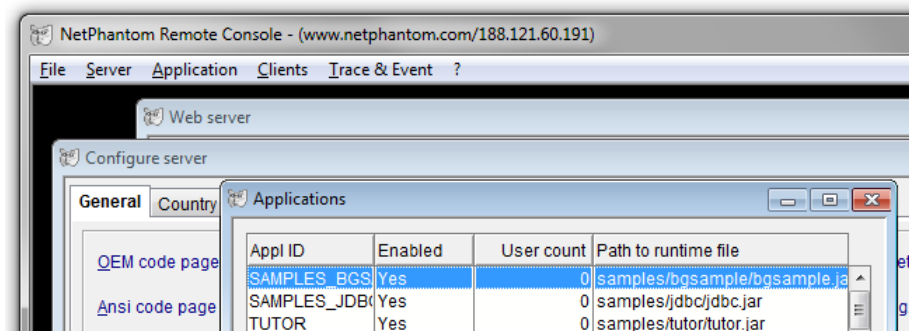 NetPhantom Remote Console - (www.netphantom.com/188.121.60.191)
File Server Application Clients Trace & Event ?
Web server
Configure server
General Country
Applications
Appl ID Enabled User count Path to runtime file
OEM code page
SAMPLES_BGS Yes 0 samples/bgsample/bgsample.ja
SAMPLES_JDB Yes 0 samples/jdbc/jdbc.jar
Ansi code page
TUTOR Yes 0 samples/tutor/tutor.jar